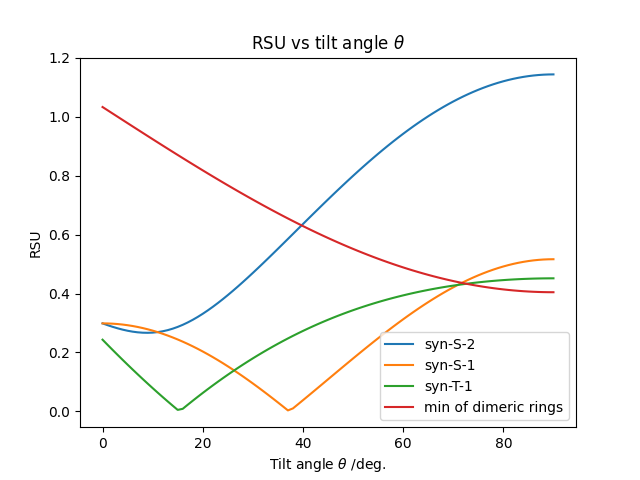 RSU vs tilt angle θ
1.2
1.0
0.8
0.6
0.4
0.2
0.0
RSU
syn-S-2
syn-S-1
syn-T-1
min of dimeric rings
0 20 40 60 80
Tilt angle θ /deg.